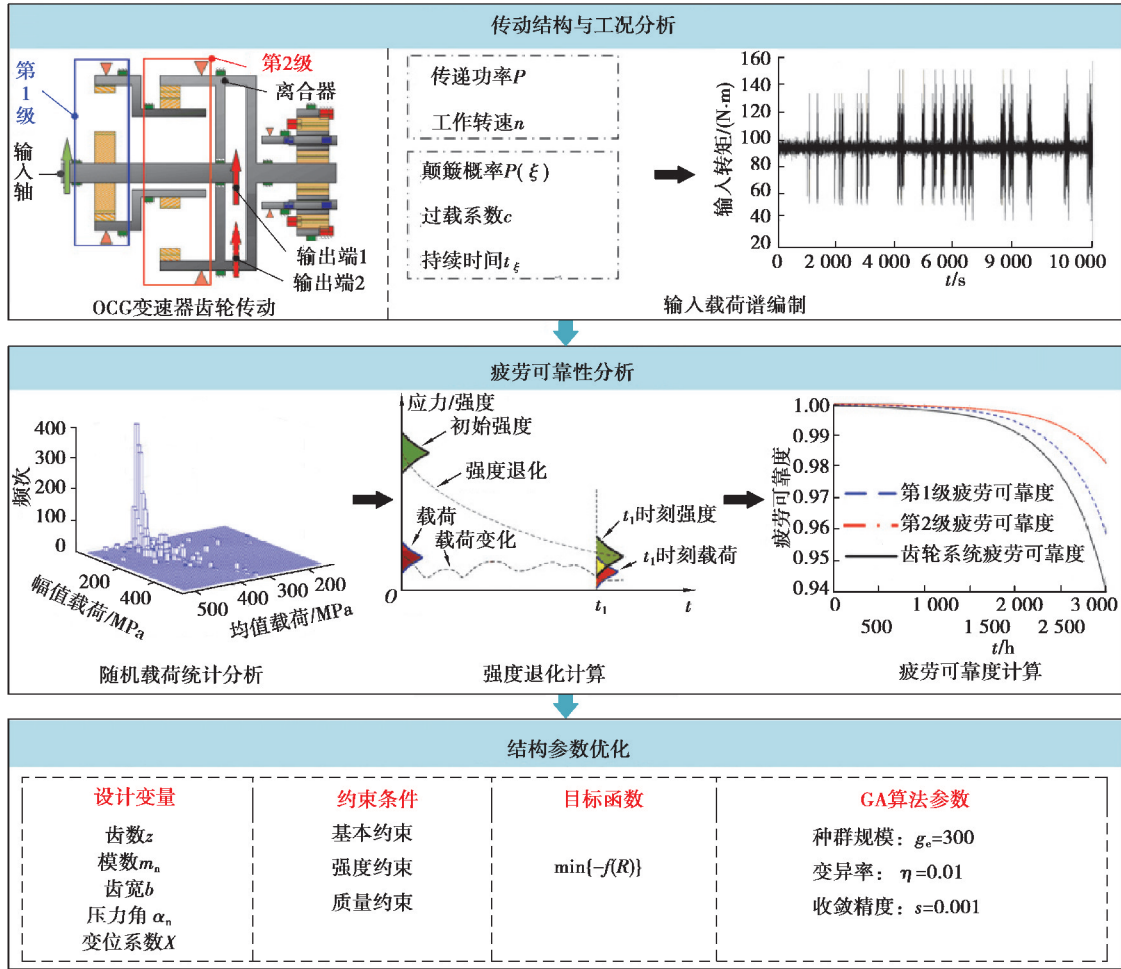 传动结构与工况分析
第1级
第2级
离合器
输入轴
输出端1
输出端2
OCG变速器齿轮传动
传递功率P
工作转速n
颠簸概率P(ξ)
过载系数c
持续时间tξ
输入转矩/(N·m)
160
140
120
100
80
60
40
20
0 2 000 4 000 6 000 9 000 10 000
t/s
输入载荷谱编制
疲劳可靠性分析
频次
400
300
200
100
0
200
400
幅值载荷/MPa
500
400
300
200
均值载荷/MPa
随机载荷统计分析
应力/强度
初始强度
强度退化
载荷
载荷变化
t1时刻强度
t1时刻载荷
O
t1
t
强度退化计算
疲劳可靠度
1.00
0.99
0.98
0.97
0.96
0.95
0.94
第1级疲劳可靠度
第2级疲劳可靠度
齿轮系统疲劳可靠度
0 1 000 2 000 3 000
500 1 500 2 500
t/h
疲劳可靠度计算
结构参数优化
设计变量
齿数z
模数mn
齿宽b
压力角αn
变位系数X
约束条件
基本约束
强度约束
质量约束
目标函数
min{-f(R)}
GA算法参数
种群规模：ge=300
变异率：η=0.01
收敛精度：s=0.001